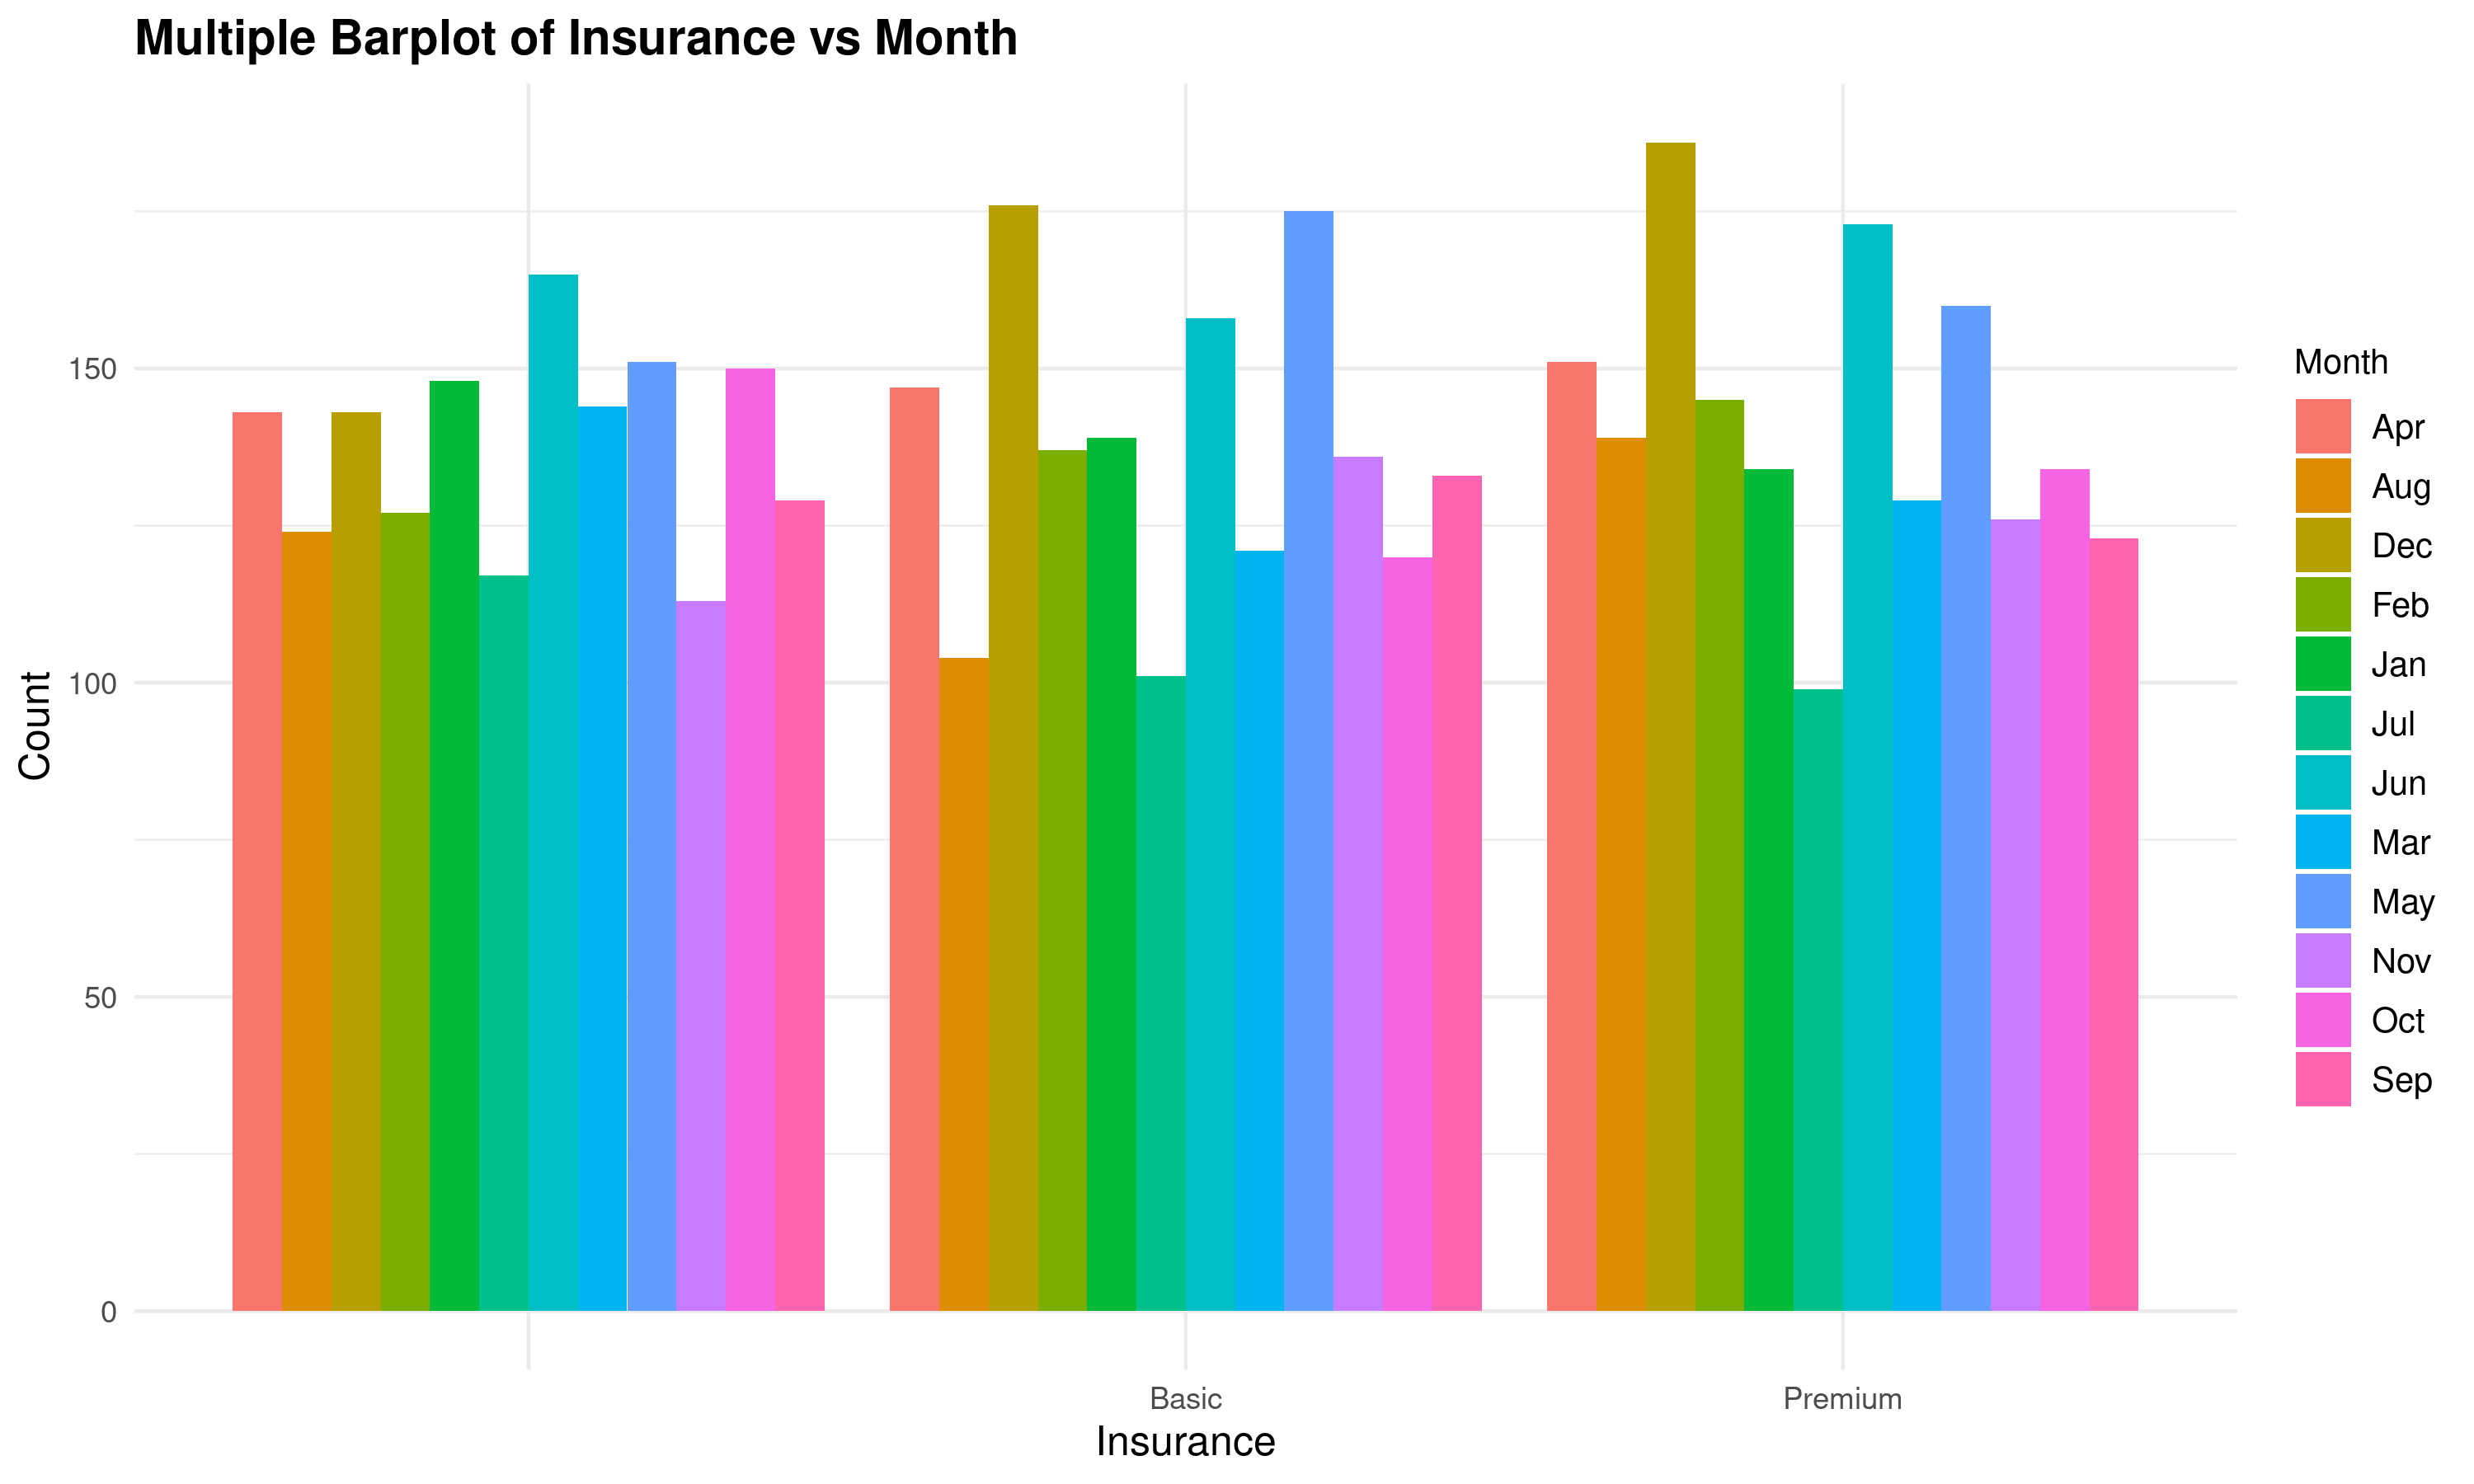 Multiple Barplot of Insurance vs Month
Count
150
100
50
0
Basic
Premium
Insurance
Month
Apr
Aug
Dec
Feb
Jan
Jul
Jun
Mar
May
Nov
Oct
Sep